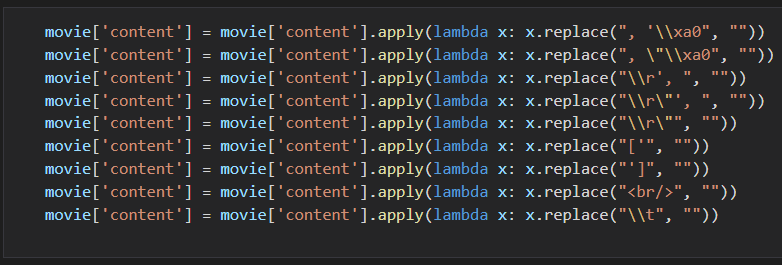 movie['content'] = movie['content'].apply(lambda x: x.replace(", '\\xa0", ""))
movie['content'] = movie['content'].apply(lambda x: x.replace(", \"\\xa0", ""))
movie['content'] = movie['content'].apply(lambda x: x.replace("\\r', ", ""))
movie['content'] = movie['content'].apply(lambda x: x.replace("\\r\"', ", ""))
movie['content'] = movie['content'].apply(lambda x: x.replace("\\r\"", ""))
movie['content'] = movie['content'].apply(lambda x: x.replace("['", ""))
movie['content'] = movie['content'].apply(lambda x: x.replace("']", ""))
movie['content'] = movie['content'].apply(lambda x: x.replace("<br/>", ""))
movie['content'] = movie['content'].apply(lambda x: x.replace("\\t", ""))